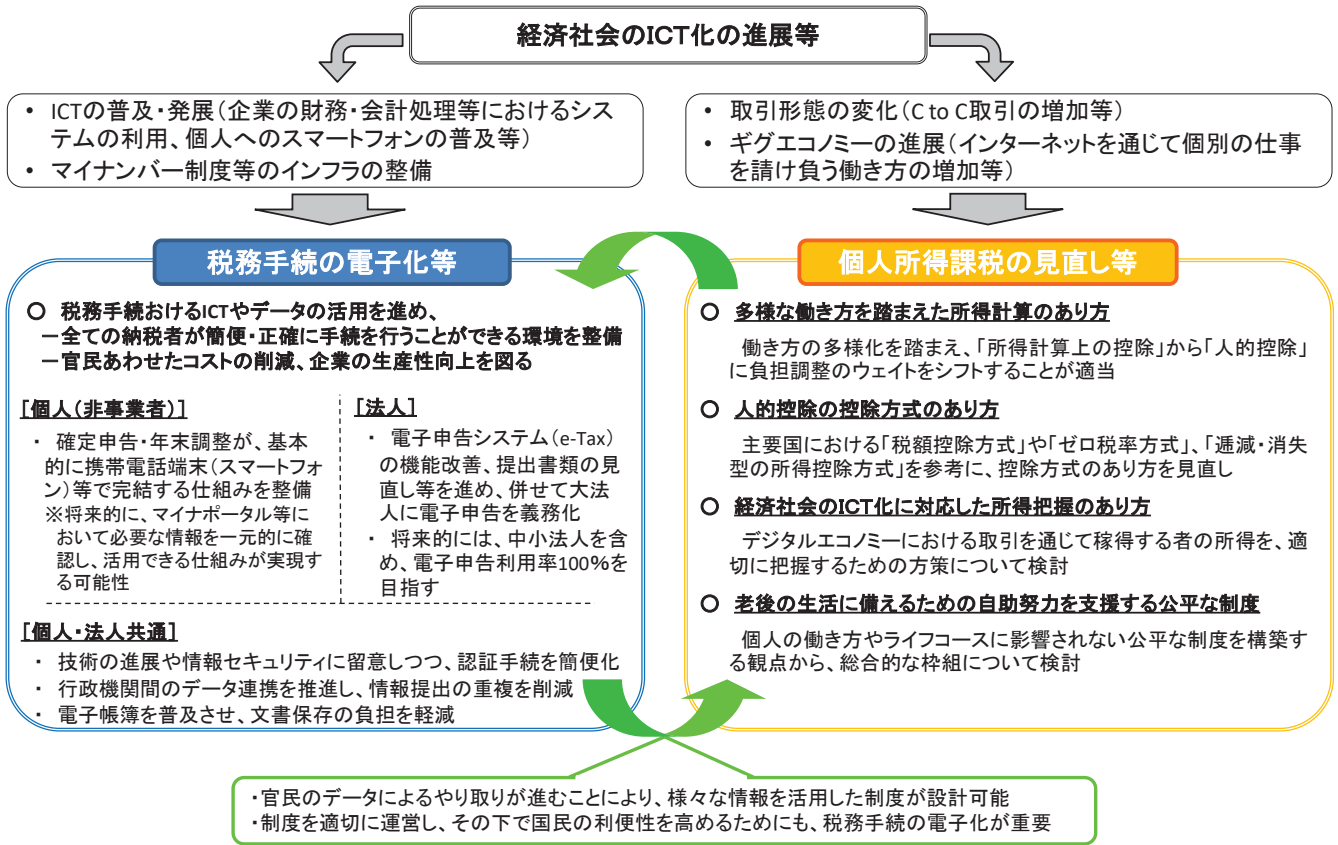 経済社会のICT化の進展等
・ ICTの普及・発展(企業の財務・会計処理等におけるシス
テムの利用、個人へのスマートフォンの普及等)
・ マイナンバー制度等のインフラの整備
・ 取引形態の変化(C to C取引の増加等)
・ ギグエコノミーの進展(インターネットを通じて個別の仕事
を請け負う働き方の増加等)
税務手続の電子化等
○ 税務手続おけるICTやデータの活用を進め、
－全ての納税者が簡便・正確に手続を行うことができる環境を整備
－官民あわせたコストの削減、企業の生産性向上を図る
[個人(非事業者)]
・ 確定申告・年末調整が、基本
的に携帯電話端末(スマートフォ
ン)等で完結する仕組みを整備
※将来的に、マイナポータル等に
おいて必要な情報を一元的に確
認し、活用できる仕組みが実現す
る可能性
[法人]
・ 電子申告システム(e-Tax)
の機能改善、提出書類の見
直し等を進め、併せて大法
人に電子申告を義務化
・ 将来的には、中小法人を含
め、電子申告利用率100%を
目指す
[個人・法人共通]
・ 技術の進展や情報セキュリティに留意しつつ、認証手続を簡便化
・ 行政機関間のデータ連携を推進し、情報提出の重複を削減
・ 電子帳簿を普及させ、文書保存の負担を軽減
個人所得課税の見直し等
○ 多様な働き方を踏まえた所得計算のあり方
働き方の多様化を踏まえ、「所得計算上の控除」から「人的控除」
に負担調整のウェイトをシフトすることが適当
○ 人的控除の控除方式のあり方
主要国における「税額控除方式」や「ゼロ税率方式」、「逓減・消失
型の所得控除方式」を参考に、控除方式のあり方を見直し
○ 経済社会のICT化に対応した所得把握のあり方
デジタルエコノミーにおける取引を通じて稼得する者の所得を、適
切に把握するための方策について検討
○ 老後の生活に備えるための自助努力を支援する公平な制度
個人の働き方やライフコースに影響されない公平な制度を構築す
る観点から、総合的な枠組について検討
・官民のデータによるやり取りが進むことにより、様々な情報を活用した制度が設計可能
・制度を適切に運営し、その下で国民の利便性を高めるためにも、税務手続の電子化が重要